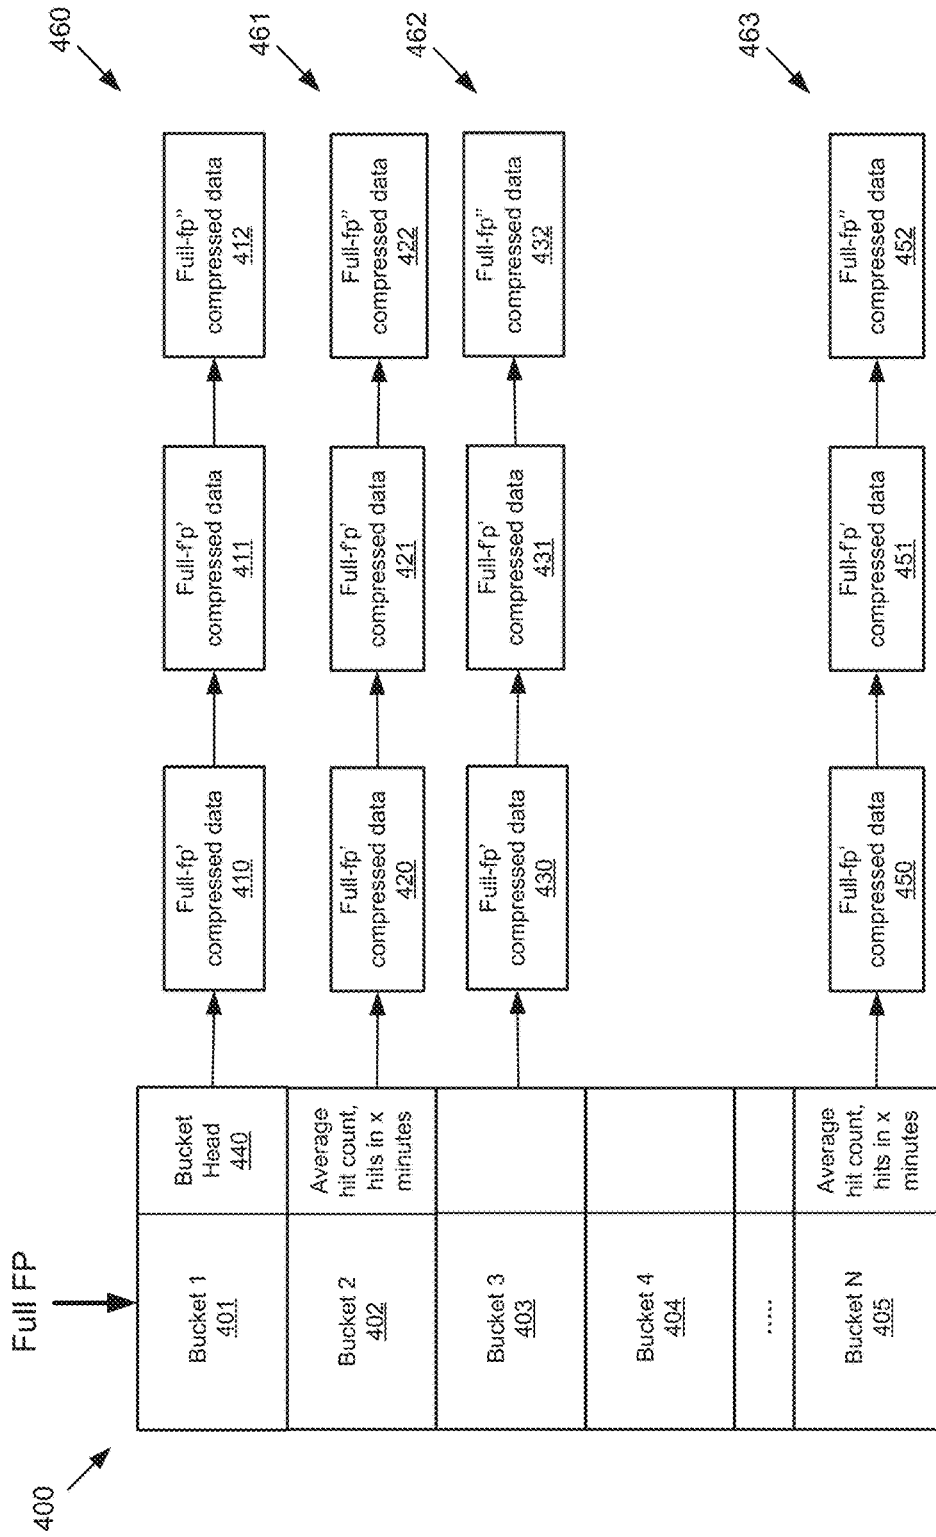 400
Full FP
Bucket 1
401
Bucket
Head
440
Full-fp'
compressed data
410
Full-f'p'
compressed data
411
Full-fp"
compressed data
412
460
Bucket 2
402
Average
hit count,
hits in x
minutes
Full-fp'
compressed data
420
Full-f'p'
compressed data
421
Full-fp"
compressed data
422
461
Bucket 3
403
Full-fp'
compressed data
430
Full-f'p'
compressed data
431
Full-fp"
compressed data
432
462
Bucket 4
404
.....
Bucket N
405
Average
hit count,
hits in x
minutes
Full-fp'
compressed data
450
Full-f'p'
compressed data
451
Full-fp"
compressed data
452
463